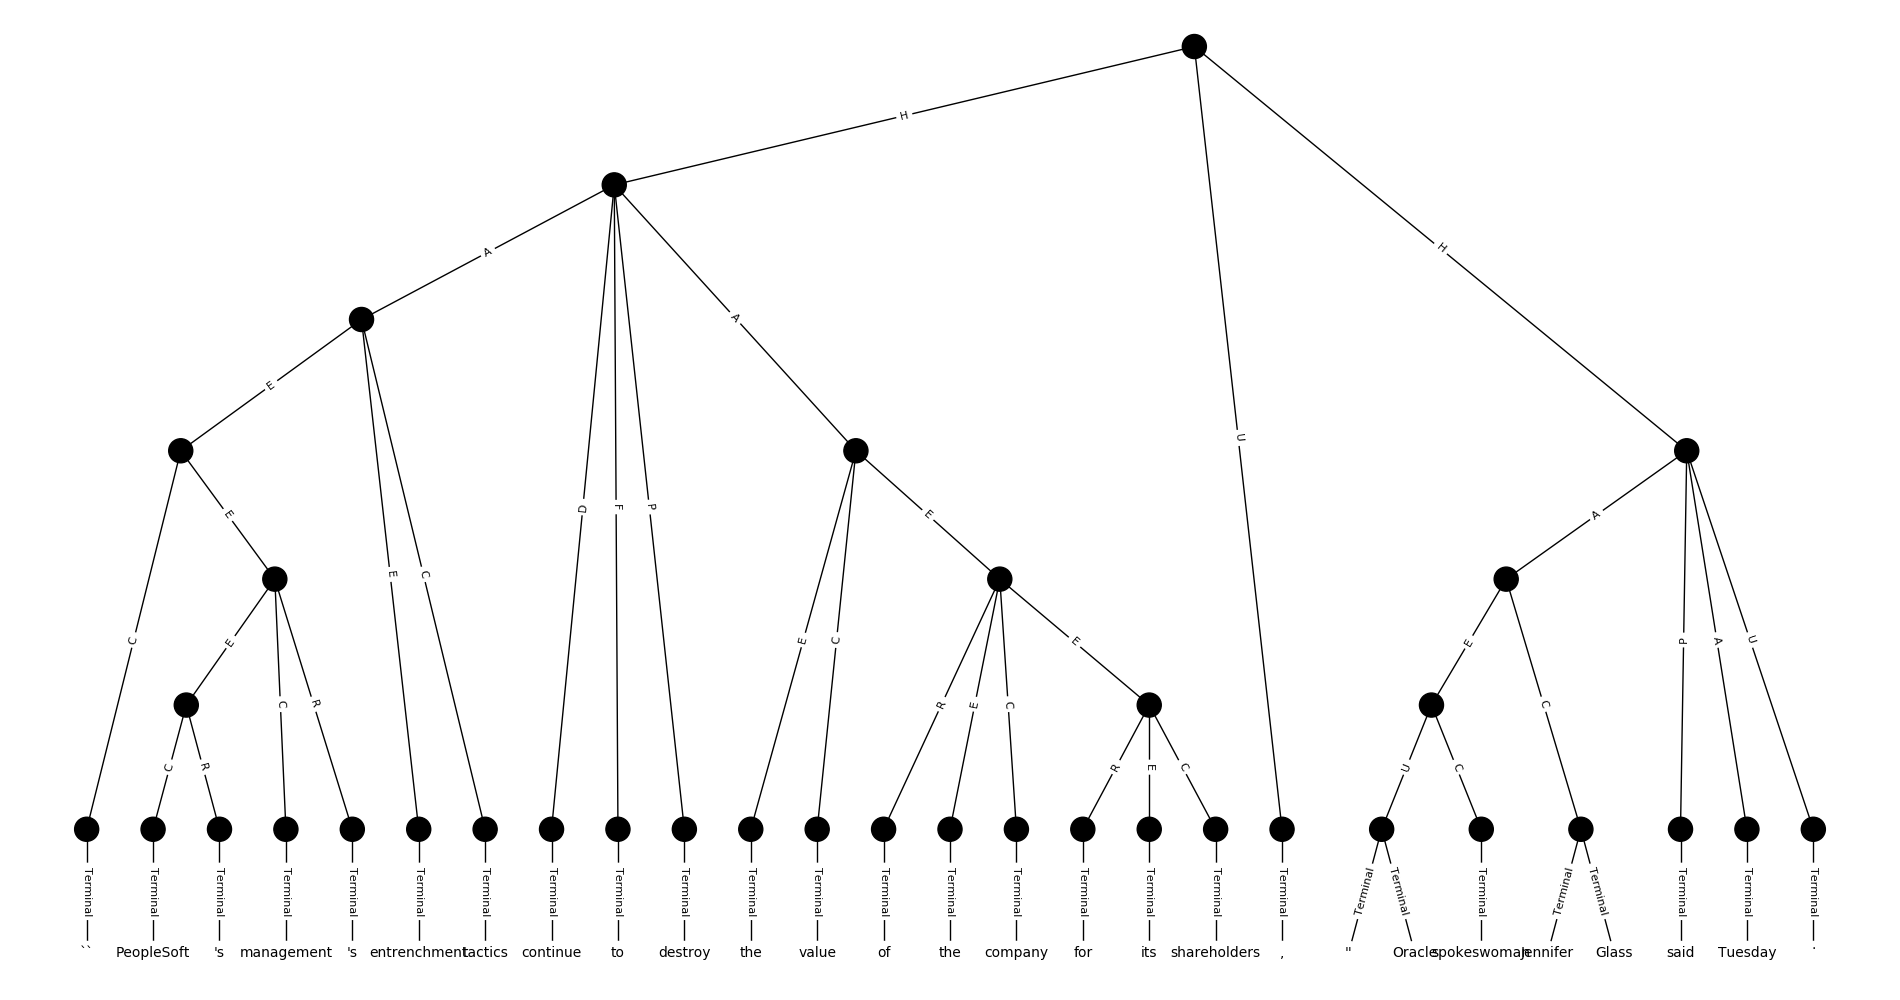 H
A
H
A
E
U
E
D
F
P
E
A
E
C
C
E
C
E
C
E
E
P
A
U
C
R
R
E
C
C
C
R
R
E
C
U
C
Terminal Terminal Terminal Terminal Terminal Terminal Terminal Terminal Terminal Terminal Terminal Terminal Terminal Terminal Terminal Terminal Terminal Terminal Terminal Terminal Terminal Terminal Terminal Terminal Terminal Terminal Terminal
`` PeopleSoft 's management 's entrenchment tactics continue to destroy the value of the company for its shareholders , '' Oracle spokeswoman Jennifer Glass said Tuesday .